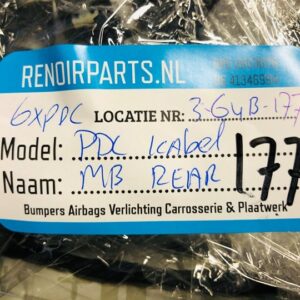 RENOIRPARTS.NL
6XPDC LOCATIE NR: 3-G4B-177
Model: PDC Kabel
Naam: MB REAR 177
Bumpers Airbags Verlichting Carrosserie & Plaatwerk